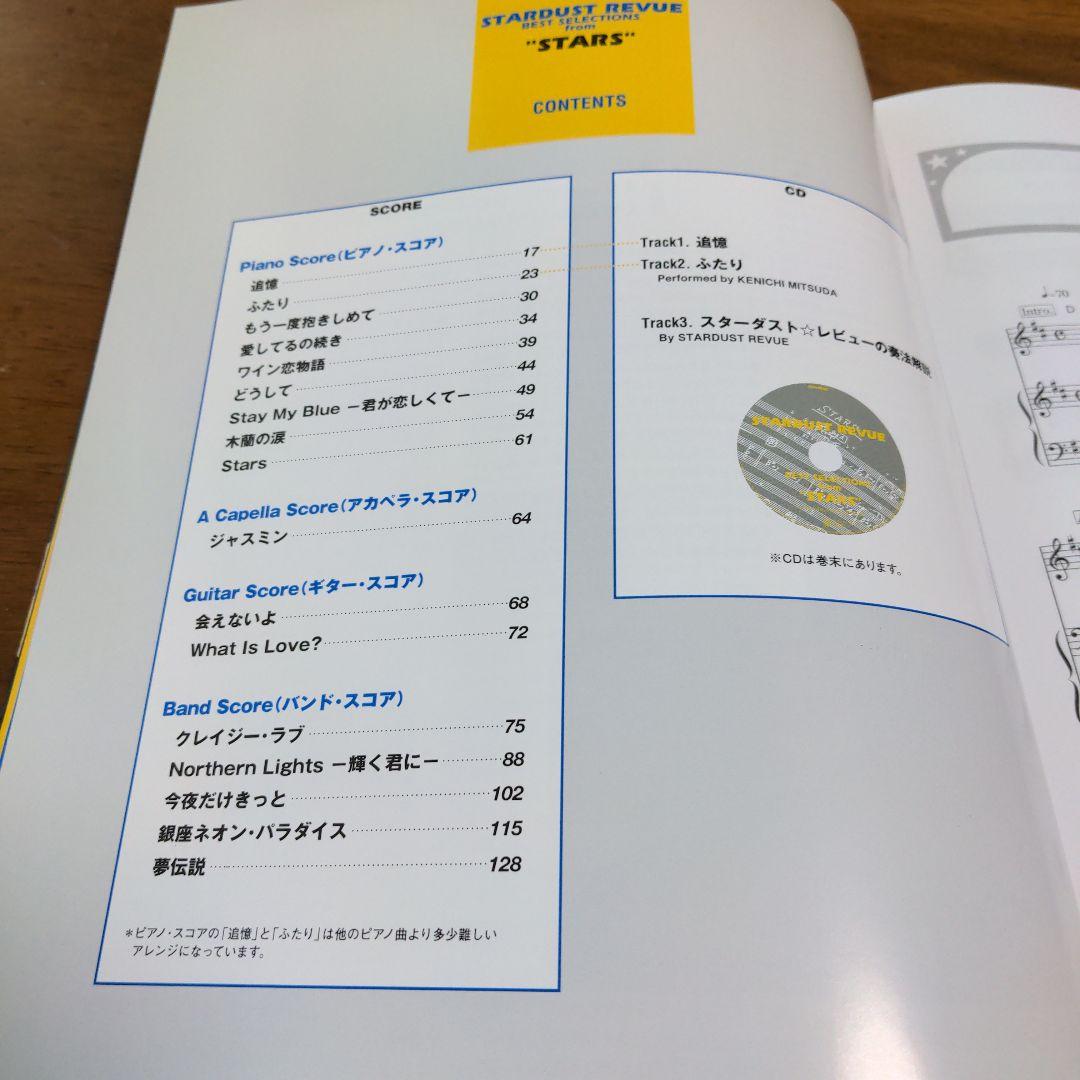 STARDUST REVUE
BEST SELECTIONS
from
"STARS"
CONTENTS
SCORE
Piano Score(ピアノ・スコア)
追憶 17
ふたり 23
もう一度抱きしめて 30
愛してるの続き 34
ワイン恋物語 39
どうして 44
Stay My Blue −君が恋しくて− 49
木蘭の涙 54
Stars 61
A Capella Score(アカペラ・スコア)
ジャスミン 64
Guitar Score(ギター・スコア)
会えないよ 68
What Is Love? 72
Band Score(バンド・スコア)
クレイジー・ラブ 75
Northern Lights −輝く君に− 88
今夜だけきっと 102
銀座ネオン・パラダイス 115
夢伝説 128
*ピアノ・スコアの「追憶」と「ふたり」は他のピアノ曲より多少難しい
アレンジになっています。
CD
Track1. 追憶
Track2. ふたり
Performed by KENICHI MITSUDA
Track3. スターダスト☆レビューの奏法解説
By STARDUST REVUE
STARS
STARDUST REVUE
BEST SELECTIONS
from
"STARS"
※CDは巻末にあります。
♩=70
Intro. D